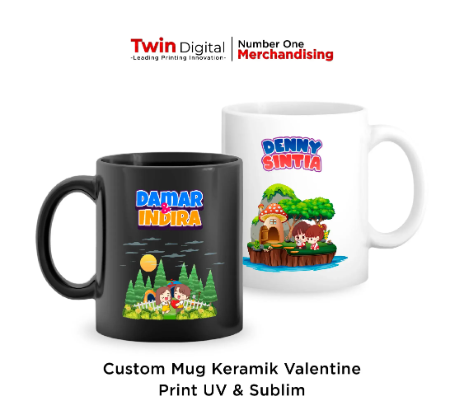 Twin Digital
-Leading Printing Innovation-
Number One
Merchandising
DENNY
SINTIA
DAMAR
&
INDIRA
Custom Mug Keramik Valentine
Print UV & Sublim